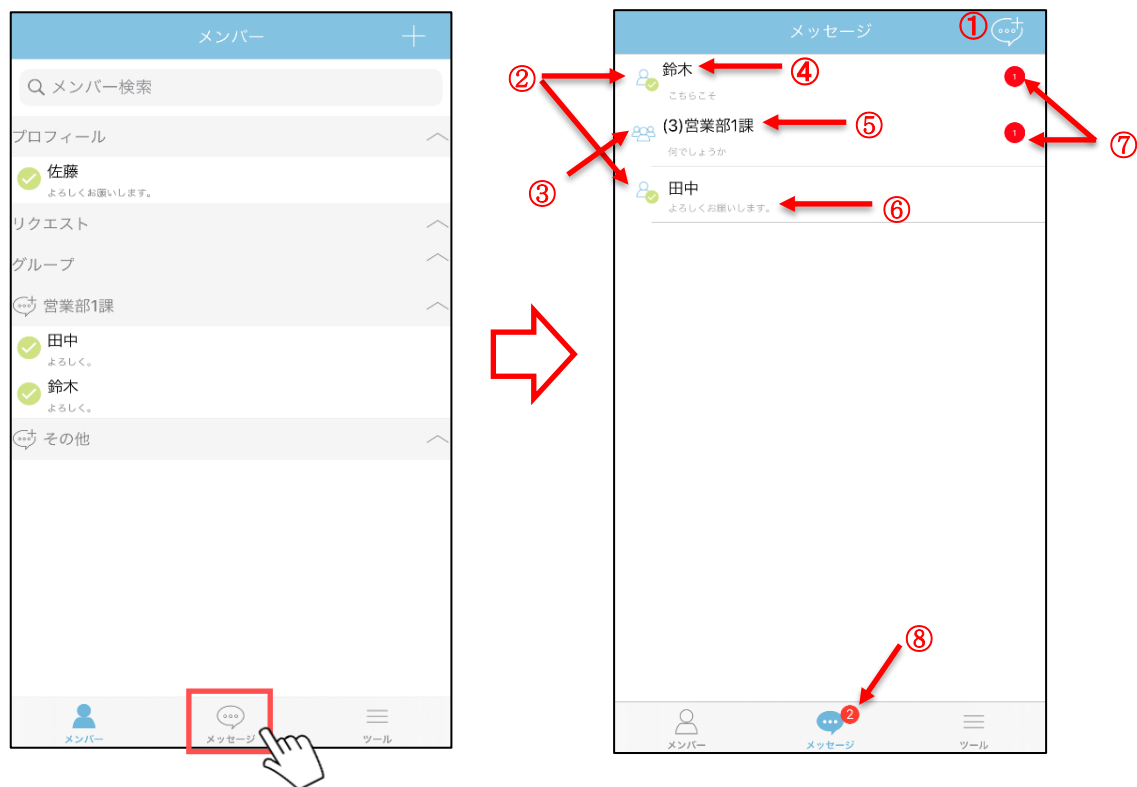 メンバー
メンバー検索
プロフィール
佐藤
よろしくお願いします。
リクエスト
グループ
営業部1課
田中
よろしく。
鈴木
よろしく。
その他
メンバー
メッセージ
ツール
メッセージ
①
②
鈴木
④
1
こちらこそ
(3)営業部1課
⑤
1
⑦
何でしょうか
③
田中
よろしくお願いします。
⑥
⑧
2
メンバー
メッセージ
ツール